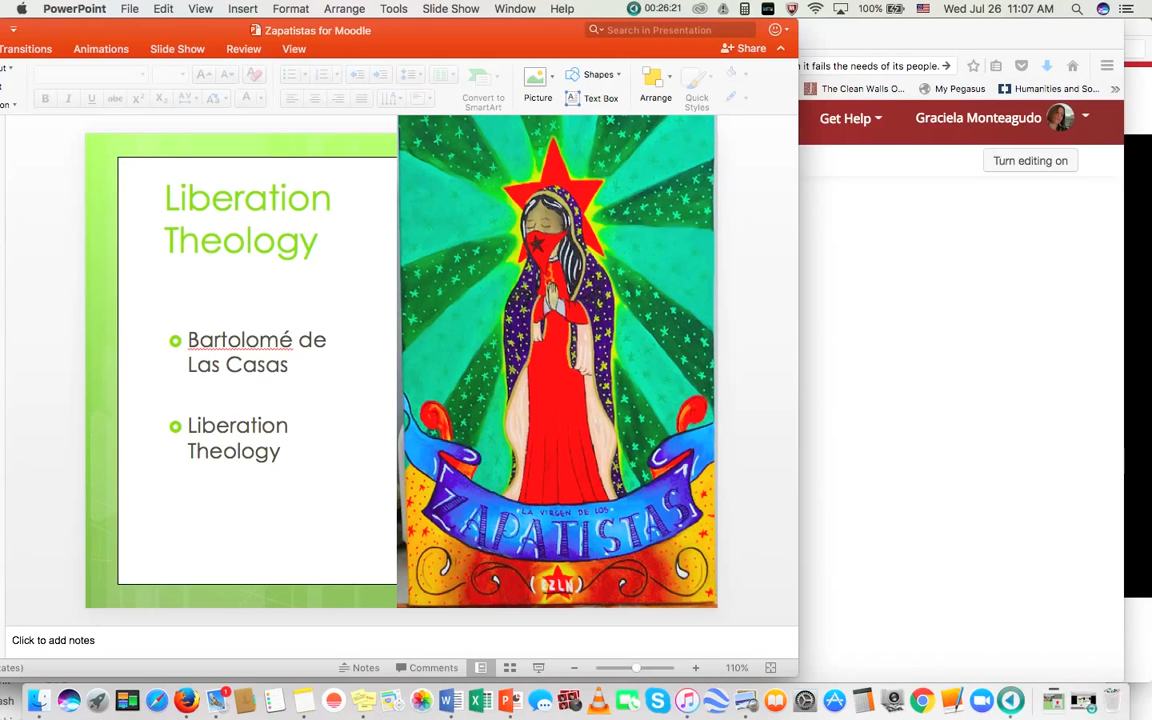 PowerPoint File Edit View Insert Format Arrange Tools Slide Show Window Help 00:26:21 100% Wed Jul 26 11:07 AM
Zapatistas for Moodle
Search in Presentation
Transitions Animations Slide Show Review View
Share
Convert to
SmartArt
Picture
Shapes
Text Box
Arrange
Quick
Styles
it fails the needs of its people.
The Clean Walls O...
My Pegasus
Humanities and So...
Get Help
Graciela Monteagudo
Turn editing on
Liberation
Theology
Bartolomé de
Las Casas
Liberation
Theology
LA VIRGEN DE LOS
ZAPATISTAS
(EZLN)
Click to add notes
Notes
Comments
110%